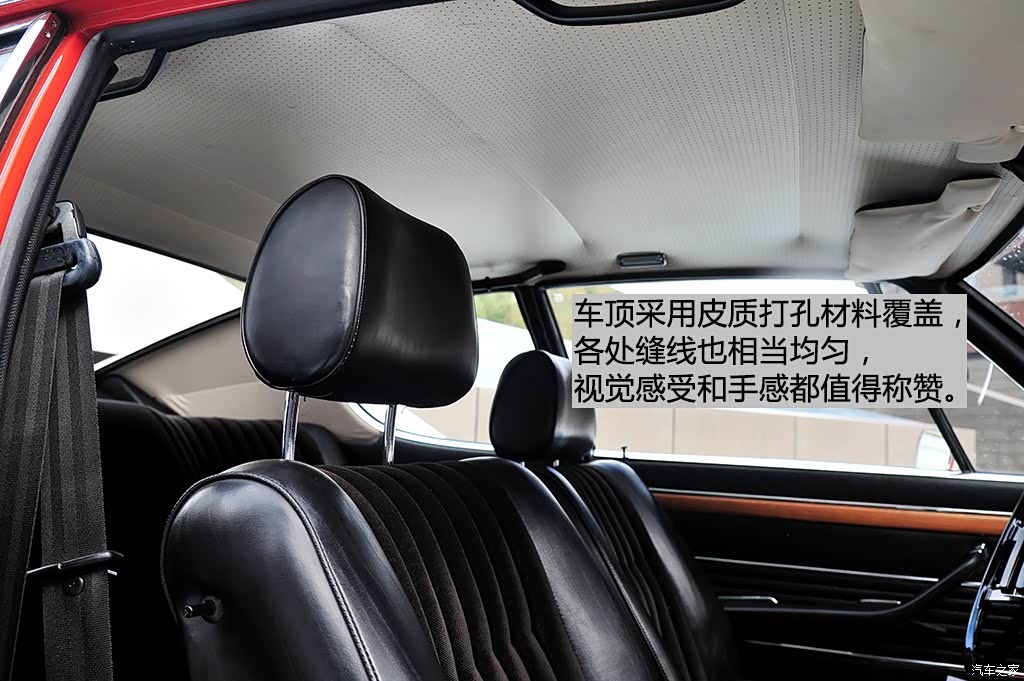 车顶采用皮质打孔材料覆盖，
各处缝线也相当均匀，
视觉感受和手感都值得称赞。
汽车之家